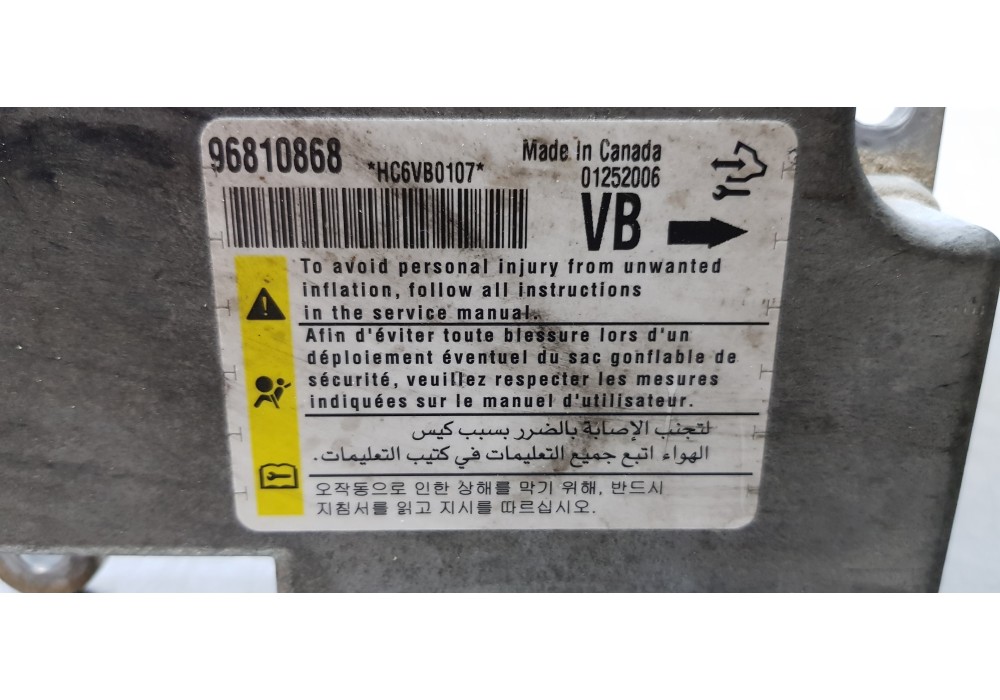 96810868
*HC6VB0107*
Made In Canada
01252006
VB
To avoid personal injury from unwanted
inflation, follow all instructions
in the service manual.
Afin d'éviter toute blessure lors d'un
déploiement éventuel du sac gonflable de
sécurité, veuillez respecter les mesures
indiquées sur le manuel d'utilisateur.
لتجنب الإصابة بالضرر بسبب كيس
الهواء اتبع جميع التعليمات في كتيب التعليمات.
오작동으로 인한 상해를 막기 위해, 반드시
지침서를 읽고 지시를 따르십시오.